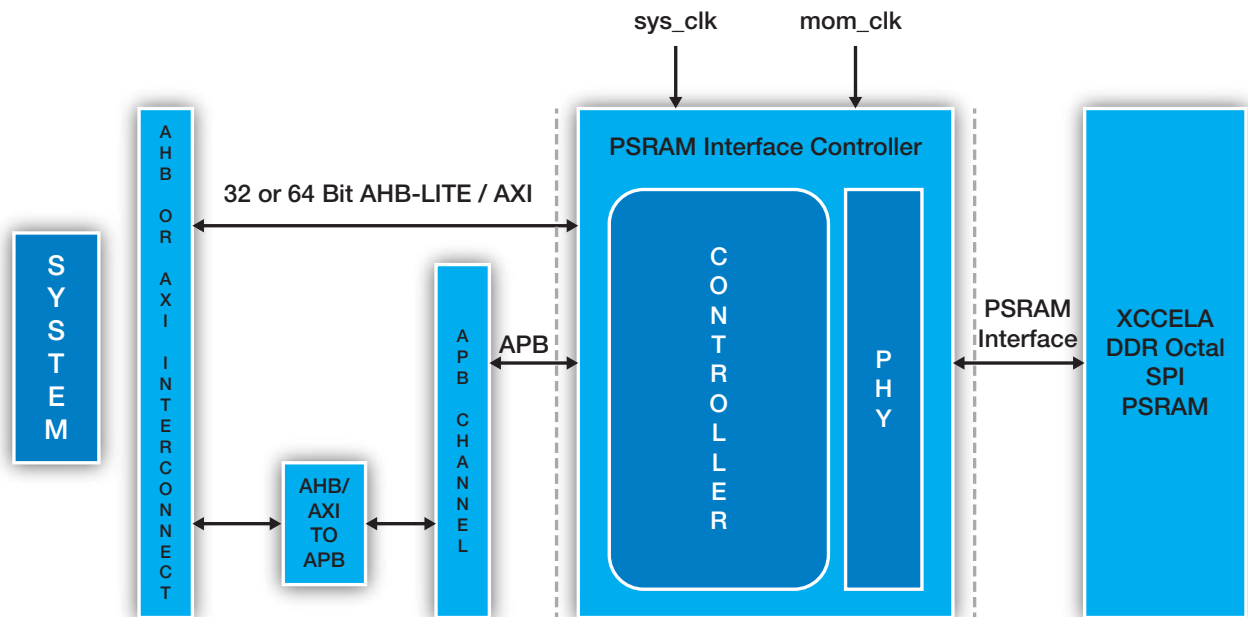 sys_clk
mom_clk
PSRAM Interface Controller
SYSTEM
AHB OR AXI INTERCONNECT
32 or 64 Bit AHB-LITE / AXI
AHB/
AXI
TO
APB
APB CHANNEL
APB
CONTROLLER
PHY
PSRAM
Interface
XCCELA
DDR Octal
SPI
PSRAM